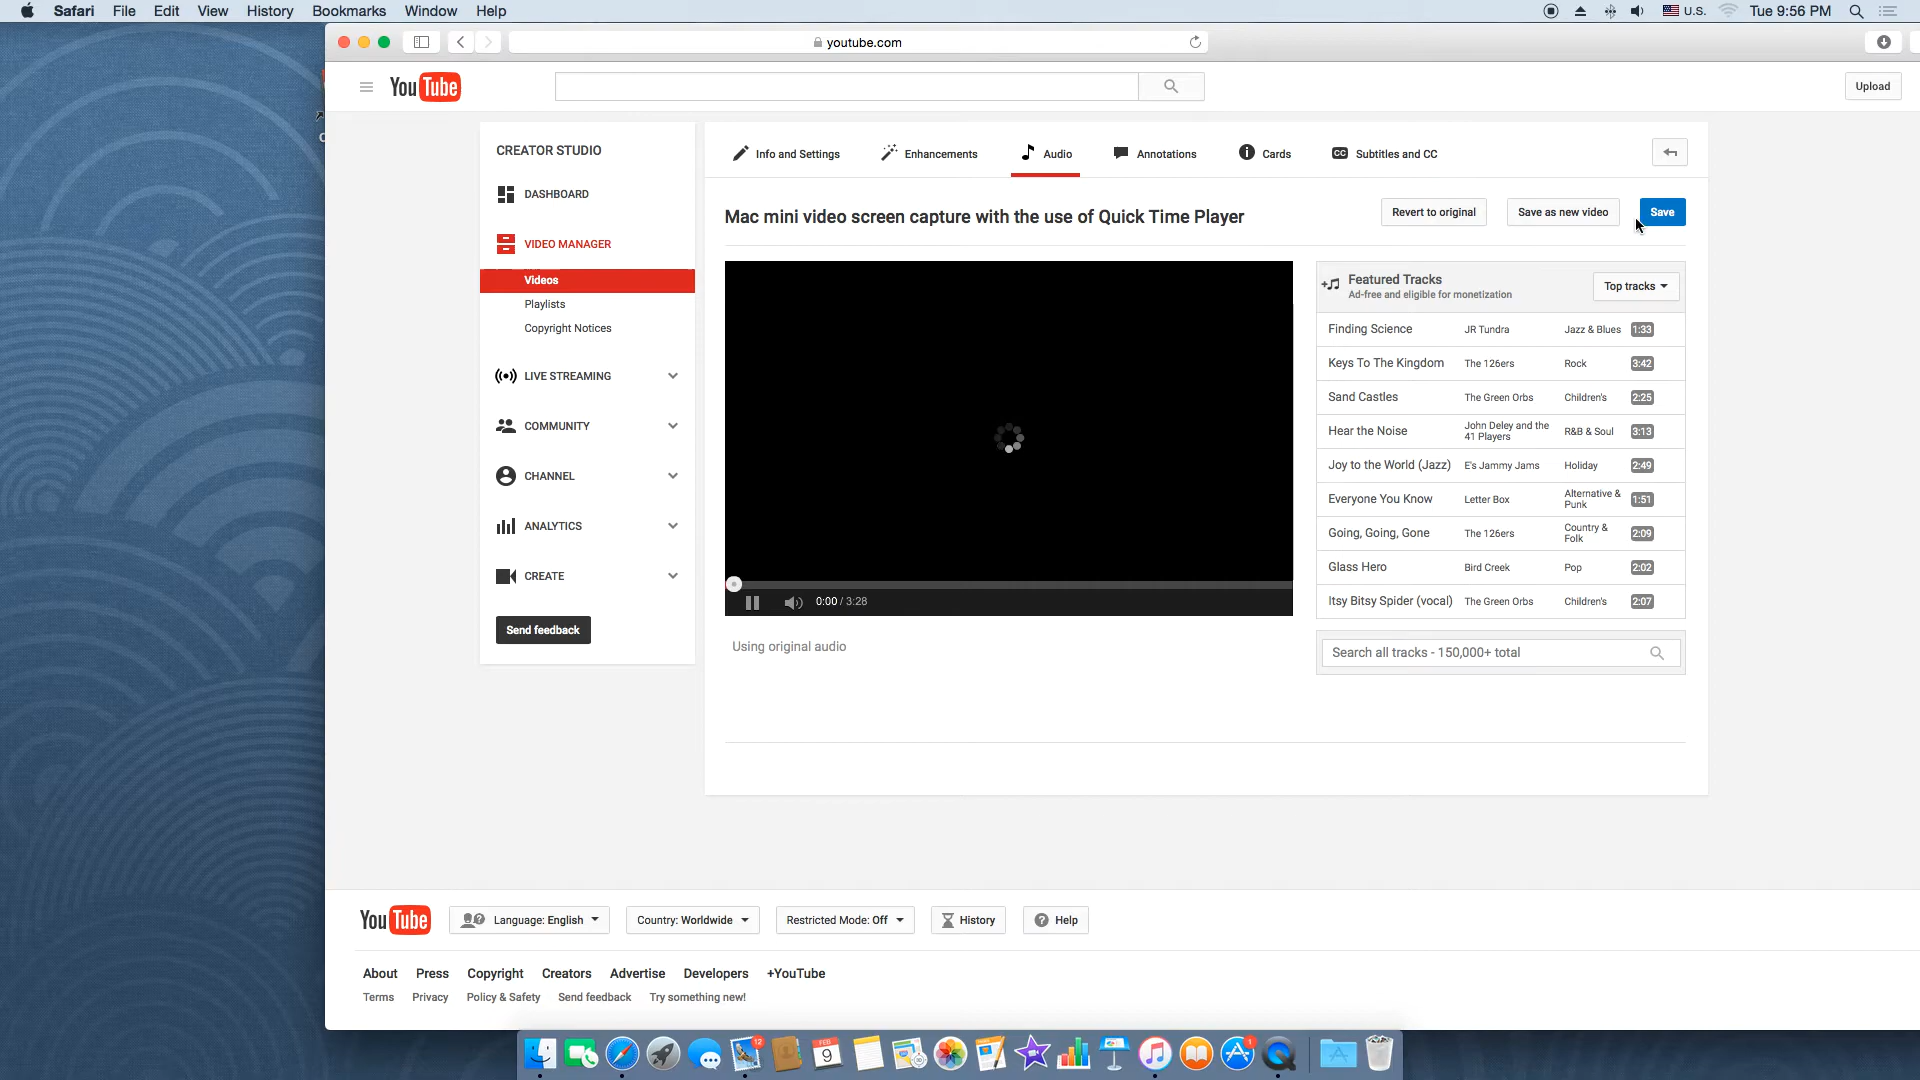 Safari File Edit View History Bookmarks Window Help U.S. Tue 9:56 PM
youtube.com
YouTube
Upload
CREATOR STUDIO
DASHBOARD
VIDEO MANAGER
Videos
Playlists
Copyright Notices
LIVE STREAMING
COMMUNITY
CHANNEL
ANALYTICS
CREATE
Send feedback
Info and Settings Enhancements Audio Annotations Cards CC Subtitles and CC
Mac mini video screen capture with the use of Quick Time Player
Revert to original Save as new video Save
0:00 / 3:28
Using original audio
Featured Tracks
Ad-free and eligible for monetization
Top tracks
Finding Science JR Tundra Jazz & Blues 1:33
Keys To The Kingdom The 126ers Rock 3:42
Sand Castles The Green Orbs Children's 2:25
Hear the Noise John Deley and the 41 Players R&B & Soul 3:13
Joy to the World (Jazz) E's Jammy Jams Holiday 2:49
Everyone You Know Letter Box Alternative & Punk 1:51
Going, Going, Gone The 126ers Country & Folk 2:09
Glass Hero Bird Creek Pop 2:02
Itsy Bitsy Spider (vocal) The Green Orbs Children's 2:07
Search all tracks - 150,000+ total
YouTube Language: English Country: Worldwide Restricted Mode: Off History Help
About Press Copyright Creators Advertise Developers +YouTube
Terms Privacy Policy & Safety Send feedback Try something new!
12 FEB 9 1